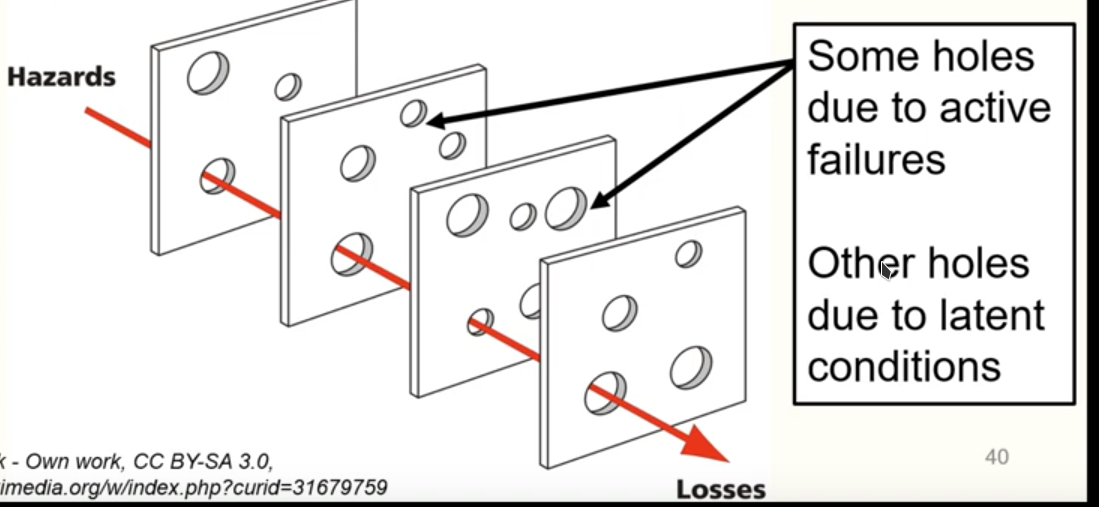 Hazards
Some holes
due to active
failures
Other holes
due to latent
conditions
k - Own work, CC BY-SA 3.0,
imedia.org/w/index.php?curid=31679759
Losses
40